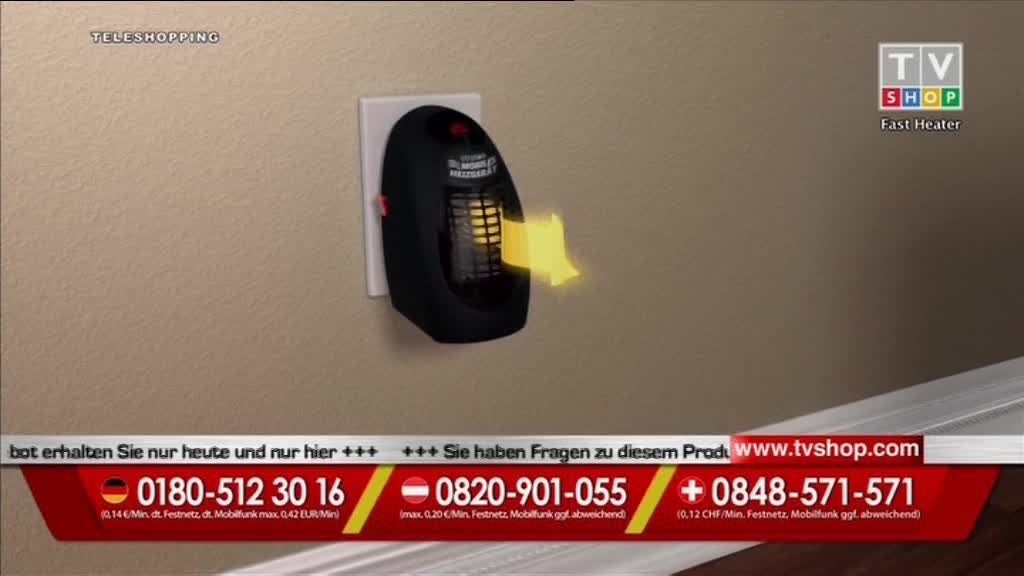 TELESHOPPING
TV
SHOP
Fast Heater
MOBILES
HEIZGERÄT
bot erhalten Sie nur heute und nur hier +++ +++ Sie haben Fragen zu diesem Produ
www.tvshop.com
0180-512 30 16
(0,14 €/Min. dt. Festnetz, dt. Mobilfunk max. 0,42 EUR/Min)
0820-901-055
(max. 0,20 €/Min. Festnetz, Mobilfunk ggf. abweichend)
0848-571-571
(0,12 CHF/Min. Festnetz, Mobilfunk ggf. abweichend)